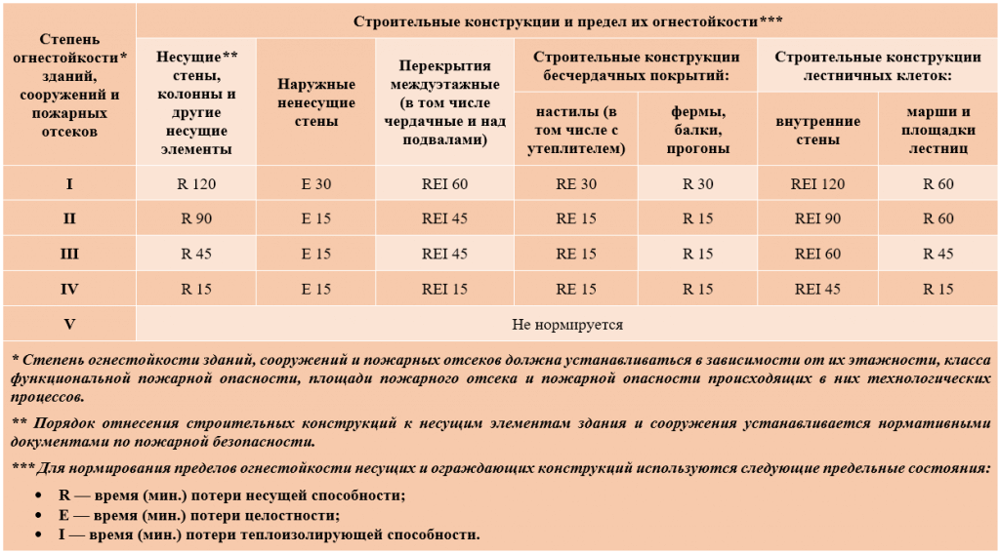 Степень
огнестойкости*
зданий,
сооружений и
пожарных
отсеков
Строительные конструкции и предел их огнестойкости***
Несущие**
стены,
колонны и
другие
несущие
элементы
Наружные
ненесущие
стены
Перекрытия
междуэтажные
(в том числе
чердачные и над
подвалами)
Строительные конструкции
бесчердачных покрытий:
Строительные конструкции
лестничных клеток:
настилы (в
том числе с
утеплителем)
фермы,
балки,
прогоны
внутренние
стены
марши и
площадки
лестниц
I R 120 E 30 REI 60 RE 30 R 30 REI 120 R 60
II R 90 E 15 REI 45 RE 15 R 15 REI 90 R 60
III R 45 E 15 REI 45 RE 15 R 15 REI 60 R 45
IV R 15 E 15 REI 15 RE 15 R 15 REI 45 R 15
V Не нормируется
* Степень огнестойкости зданий, сооружений и пожарных отсеков должна устанавливаться в зависимости от их этажности, класса
функциональной пожарной опасности, площади пожарного отсека и пожарной опасности происходящих в них технологических
процессов.
** Порядок отнесения строительных конструкций к несущим элементам здания и сооружения устанавливается нормативными
документами по пожарной безопасности.
*** Для нормирования пределов огнестойкости несущих и ограждающих конструкций используются следующие предельные состояния:
• R — время (мин.) потери несущей способности;
• E — время (мин.) потери целостности;
• I — время (мин.) потери теплоизолирующей способности.